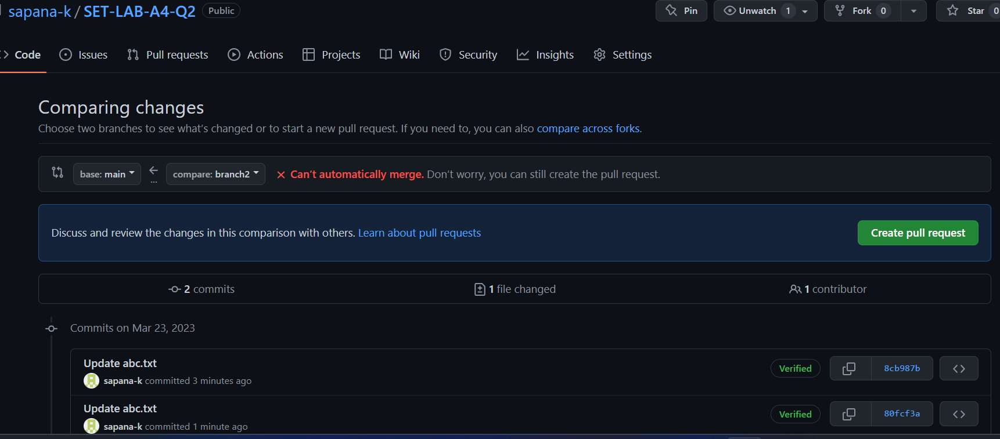 sapana-k / SET-LAB-A4-Q2 Public Pin Unwatch 1 Fork 0 Star 0
Code Issues Pull requests Actions Projects Wiki Security Insights Settings
Comparing changes
Choose two branches to see what's changed or to start a new pull request. If you need to, you can also compare across forks.
base: main ← ... compare: branch2 × Can't automatically merge. Don't worry, you can still create the pull request.
Discuss and review the changes in this comparison with others. Learn about pull requests Create pull request
2 commits 1 file changed 1 contributor
Commits on Mar 23, 2023
Update abc.txt
sapana-k committed 3 minutes ago Verified 8cb987b <>
Update abc.txt
sapana-k committed 1 minute ago Verified 80fcf3a <>